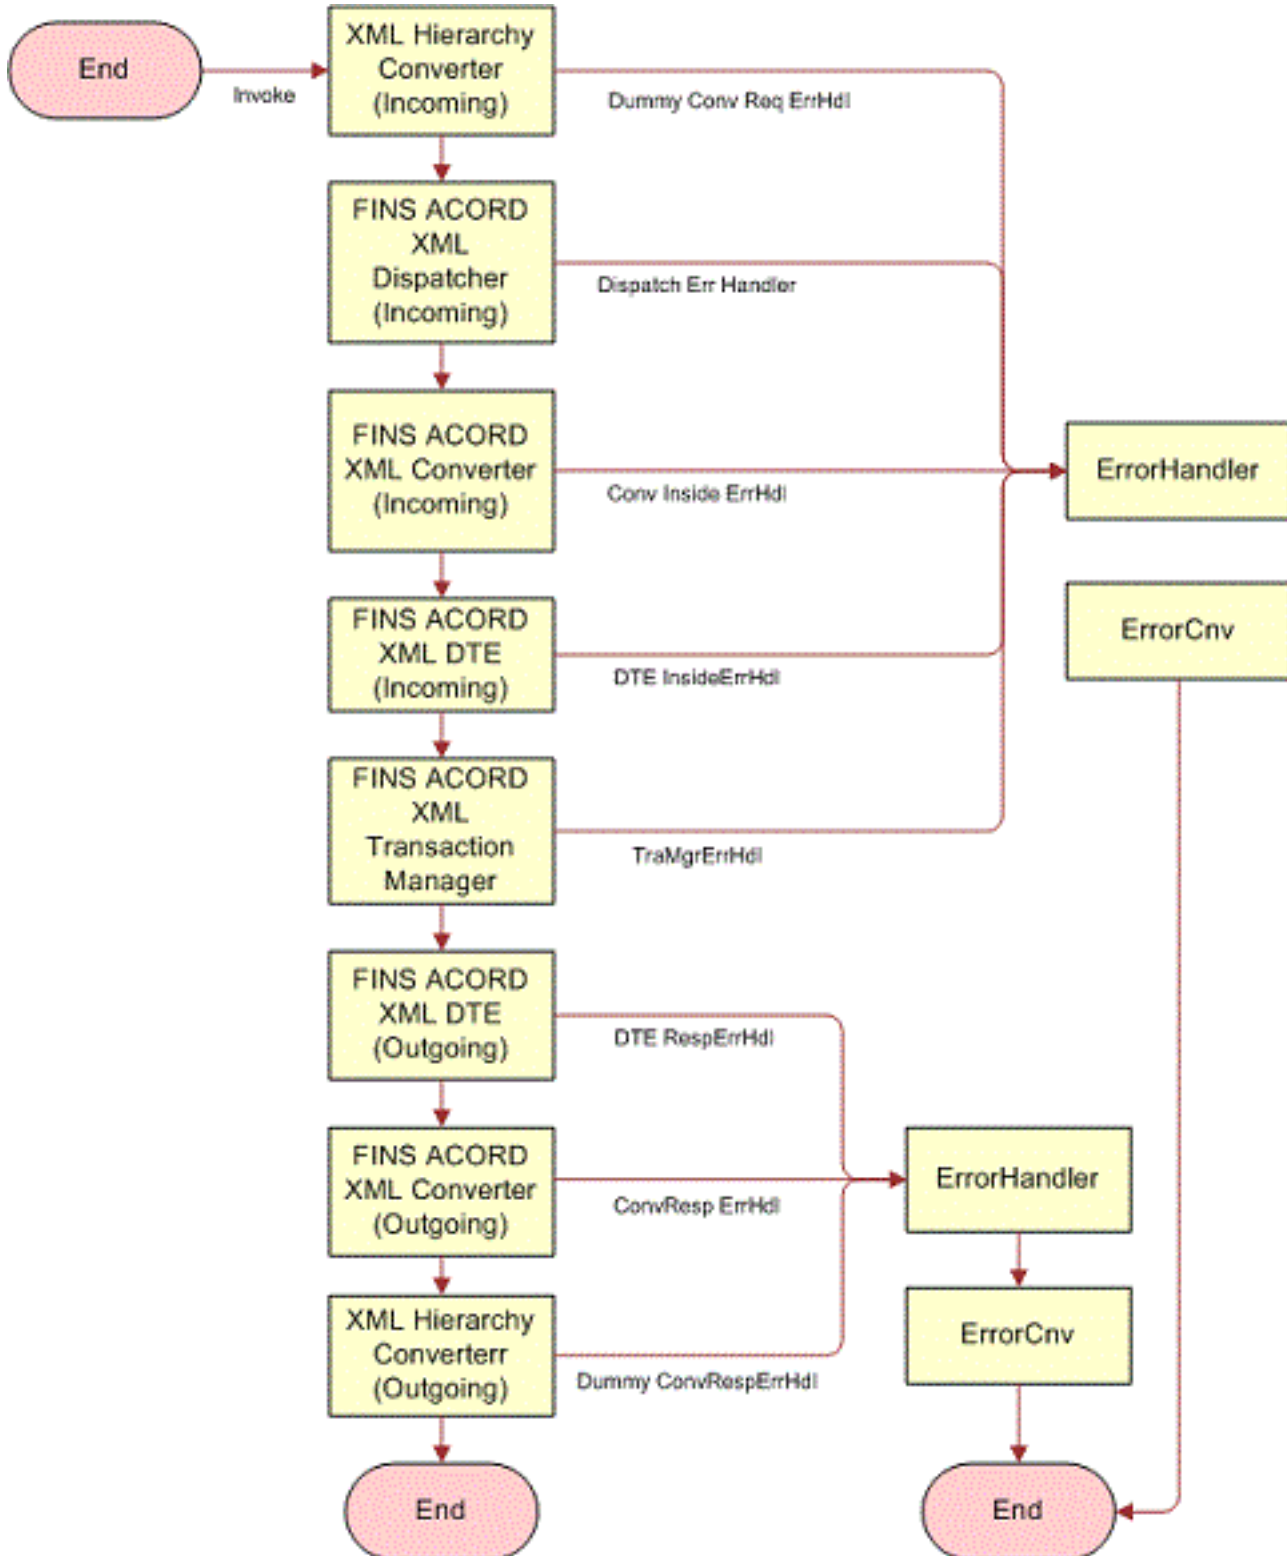 End
Invoke
XML Hierarchy
Converter
(Incoming)
Dummy Conv Req ErrHdl
FINS ACORD
XML
Dispatcher
(Incoming)
Dispatch Err Handler
FINS ACORD
XML Converter
(Incoming)
Conv Inside ErrHdl
ErrorHandler
ErrorCnv
FINS ACORD
XML DTE
(Incoming)
DTE InsideErrHdl
FINS ACORD
XML
Transaction
Manager
TraMgrErrHdl
FINS ACORD
XML DTE
(Outgoing)
DTE RespErrHdl
FINS ACORD
XML Converter
(Outgoing)
ConvResp ErrHdl
ErrorHandler
XML Hierarchy
Converterr
(Outgoing)
Dummy ConvRespErrHdl
ErrorCnv
End
End